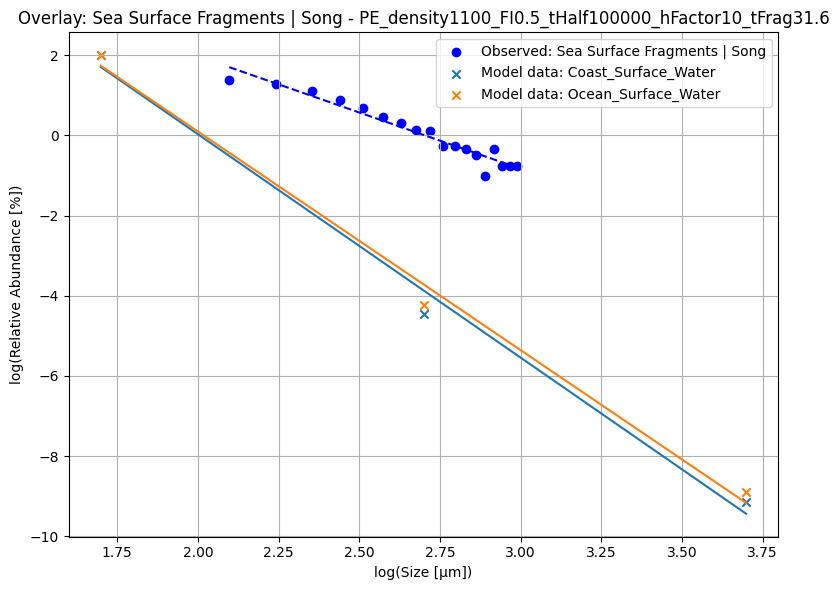 Overlay: Sea Surface Fragments | Song - PE_density1100_FI0.5_tHalf100000_hFactor10_tFrag31.6
Observed: Sea Surface Fragments | Song
Model data: Coast_Surface_Water
Model data: Ocean_Surface_Water
log(Relative Abundance [%])
2
0
−2
−4
−6
−8
−10
1.75 2.00 2.25 2.50 2.75 3.00 3.25 3.50 3.75
log(Size [μm])